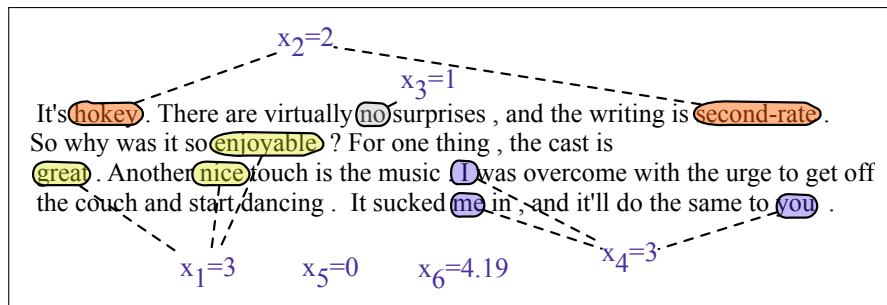 x2=2
x3=1
It's hokey . There are virtually no surprises , and the writing is second-rate .
So why was it so enjoyable ? For one thing , the cast is
great . Another nice touch is the music . I was overcome with the urge to get off
the couch and start dancing . It sucked me in , and it'll do the same to you .
x1=3 x5=0 x6=4.19 x4=3